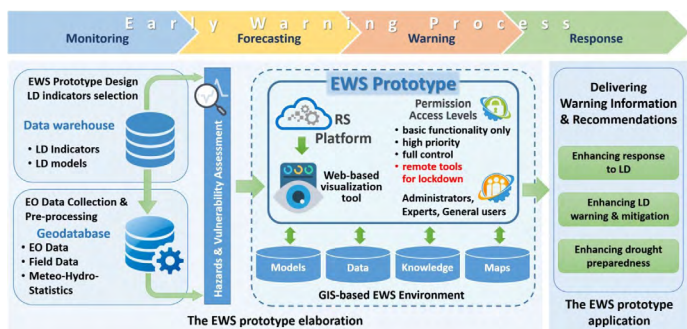 Early Warning Process
Monitoring
Forecasting
Warning
Response
EWS Prototype Design
LD indicators selection
Data warehouse
• LD Indicators
• LD models
EO Data Collection &
Pre-processing
Geodatabase
• EO Data
• Field Data
• Meteo-Hydro-
Statistics
Hazards & Vulnerability Assessment
EWS Prototype
RS
Platform
Web-based
visualization
tool
Permission
Access Levels
• basic functionality only
• high priority
• full control
• remote tools
for lockdown
Administrators,
Experts, General users
Models
Data
Knowledge
Maps
GIS-based EWS Environment
The EWS prototype elaboration
Delivering
Warning Information
& Recommendations
Enhancing response
to LD
Enhancing LD
warning & mitigation
Enhancing drought
preparedness
The EWS prototype
application